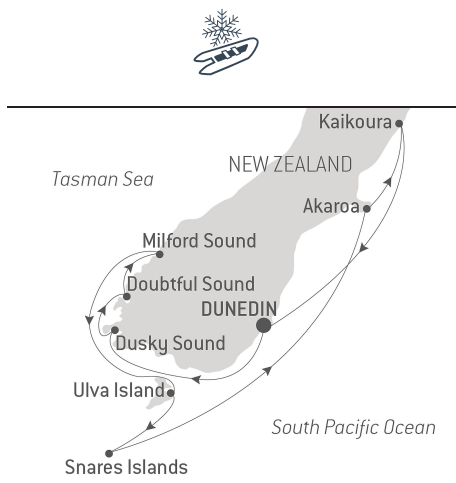 Kaikoura
NEW ZEALAND
Tasman Sea
Akaroa
Milford Sound
Doubtful Sound
DUNEDIN
Dusky Sound
Ulva Island
South Pacific Ocean
Snares Islands